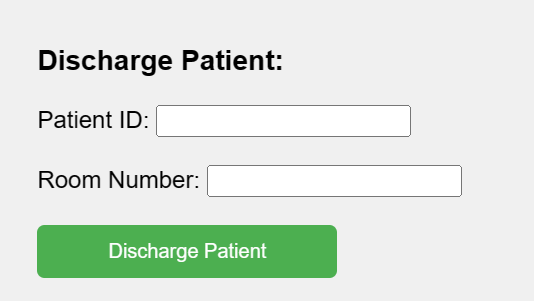 Discharge Patient:
Patient ID:
Room Number:
Discharge Patient